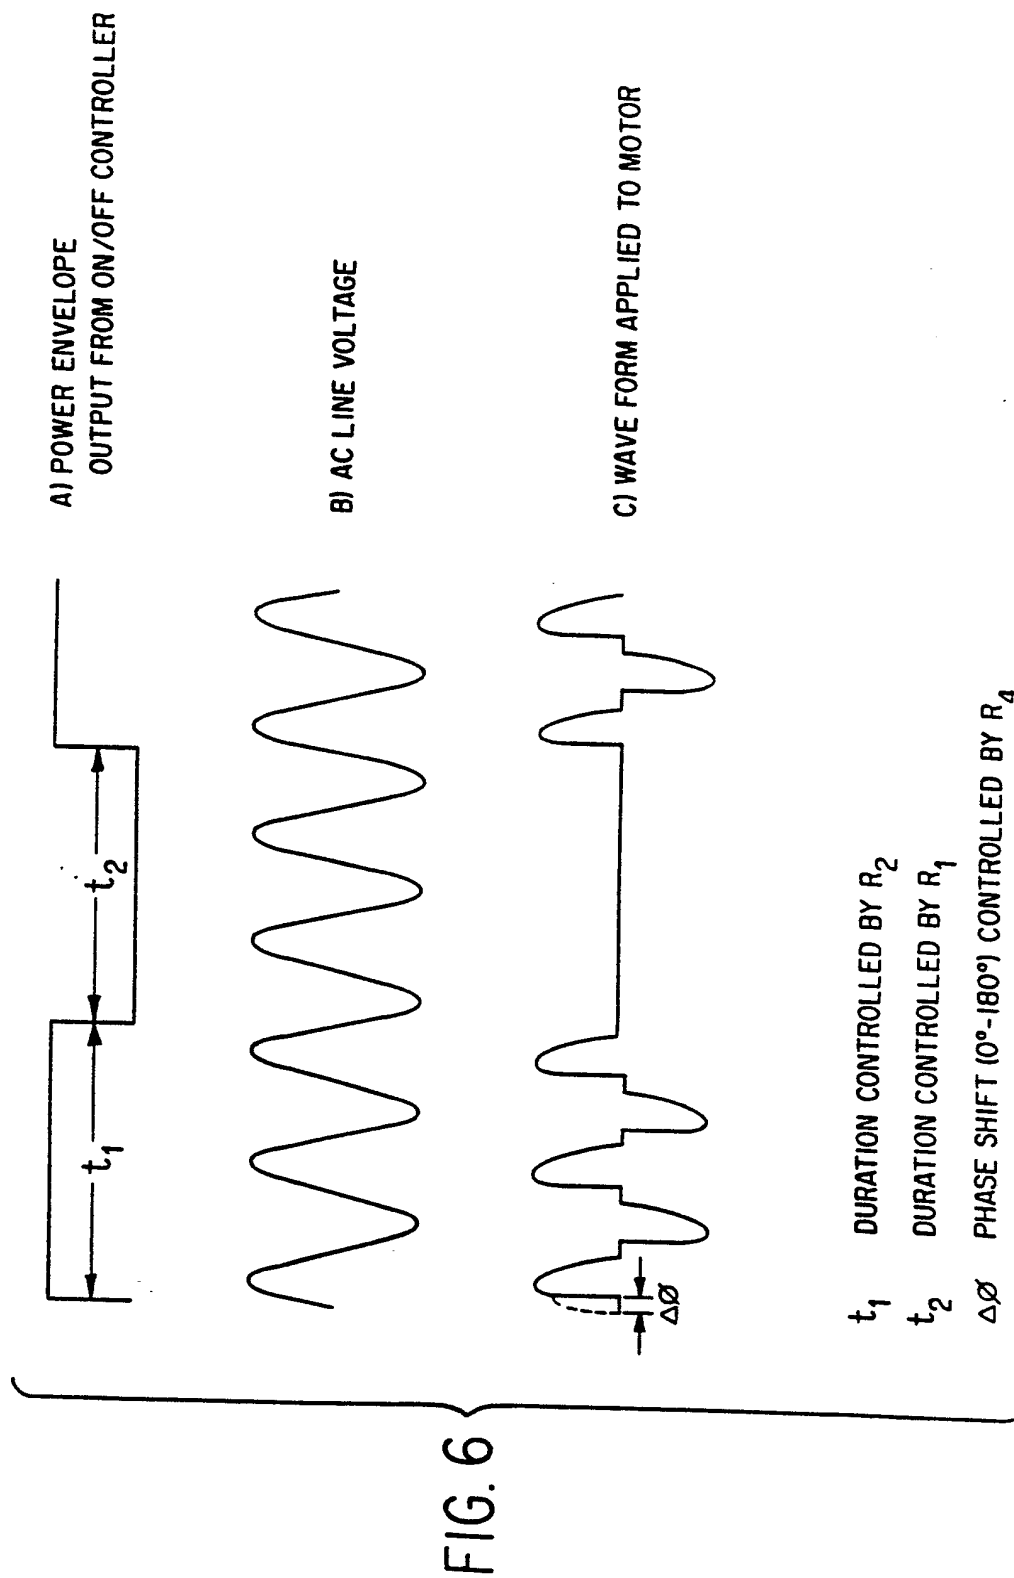 A) POWER ENVELOPE
OUTPUT FROM ON/OFF CONTROLLER
t1
t2
B) AC LINE VOLTAGE
C) WAVE FORM APPLIED TO MOTOR
ΔØ
t1 DURATION CONTROLLED BY R2
t2 DURATION CONTROLLED BY R1
ΔØ PHASE SHIFT (0°-180°) CONTROLLED BY R4
FIG. 6